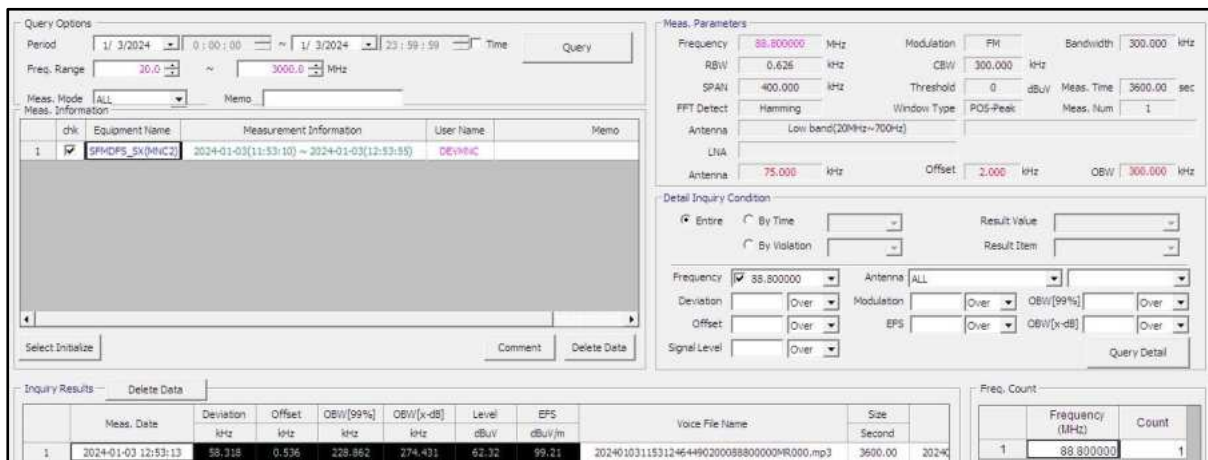 Query Options
Period 1/ 3/2024 0:00:00 ~ 1/ 3/2024 23:59:59 Time Query
Freq. Range 20.0 ~ 3000.0 MHz
Meas. Mode ALL Memo
Meas. Information
chk Equipment Name Measurement Information User Name Memo
1 SFMDFS_SX(MNC2) 2024-01-03(11:53:10) ~ 2024-01-03(12:53:55) DEVMNC
Select Initialize Comment Delete Data
Meas. Parameters
Frequency 88.800000 MHz Modulation FM Bandwidth 300.000 kHz
RBW 0.626 kHz CBW 300.000 kHz
SPAN 400.000 kHz Threshold 0 dBuV Meas. Time 3600.00 sec
FFT Detect Hamming Window Type POS-Peak Meas. Num 1
Antenna Low band(20MHz~700Hz)
LNA
Antenna 75.000 kHz Offset 2.000 kHz OBW 300.000 kHz
Detail Inquiry Condition
Entire By Time Result Value
By Violation Result Item
Frequency 88.800000 Antenna ALL
Deviation Over Modulation Over OBW[99%] Over
Offset Over EFS Over OBW[x-dB] Over
Signal Level Over Query Detail
Inquiry Results Delete Data
Meas. Date Deviation kHz Offset kHz OBW[99%] kHz OBW[x-dB] kHz Level dBuV EFS dBuV/m Voice File Name Size Second
1 2024-01-03 12:53:13 58.318 0.536 228.862 274.431 62.32 99.21 3600.00
Freq. Count
Frequency (MHz) Count
1 88.800000 1